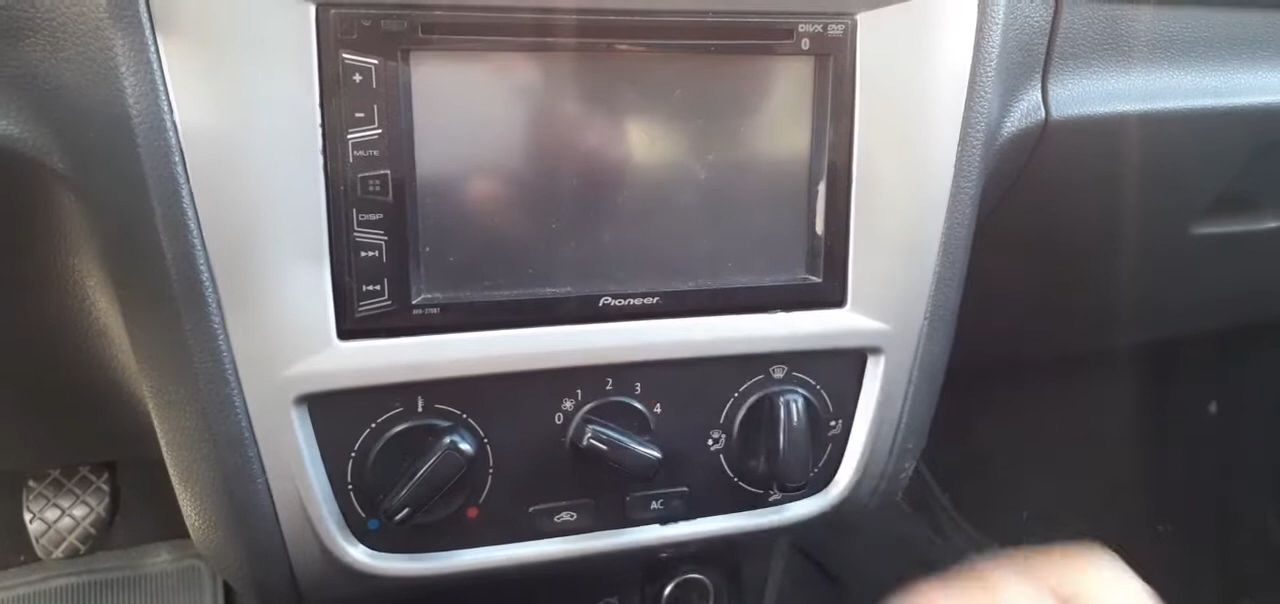 DIVX DVD
+
-
MUTE
DISP
Pioneer
0 1 2 3 4
AC